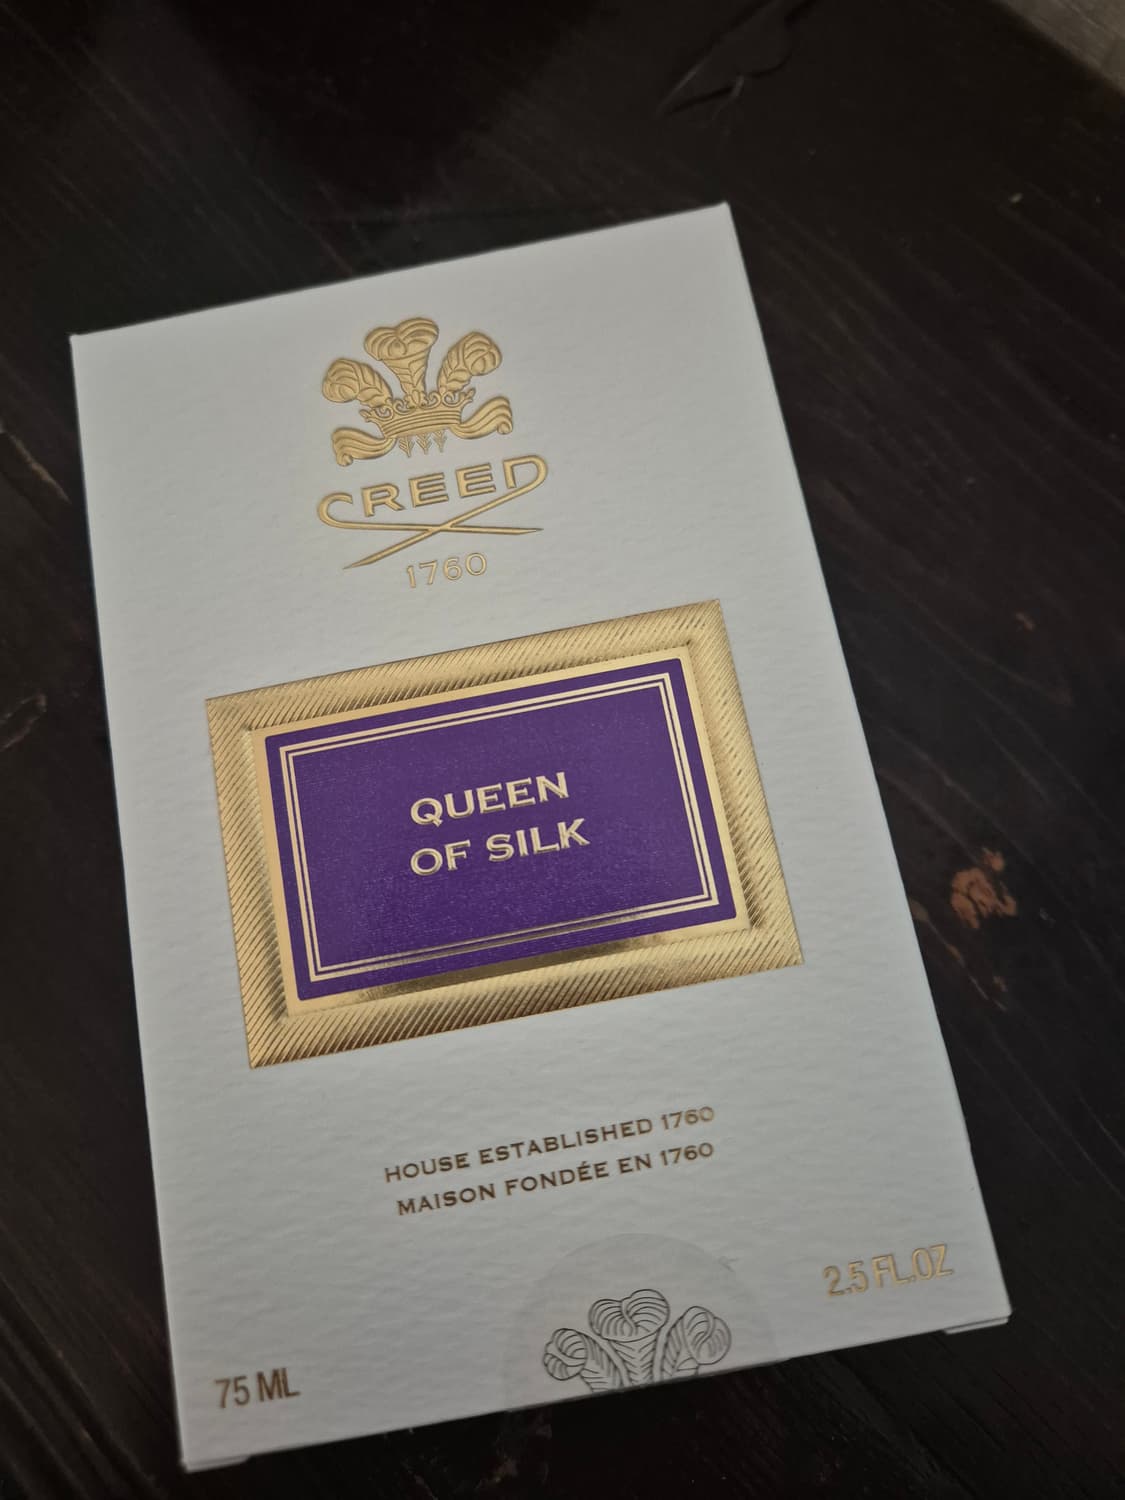 CREED
1760
QUEEN
OF SILK
HOUSE ESTABLISHED 1760
MAISON FONDÉE EN 1760
2.5 FL.OZ
75 ML